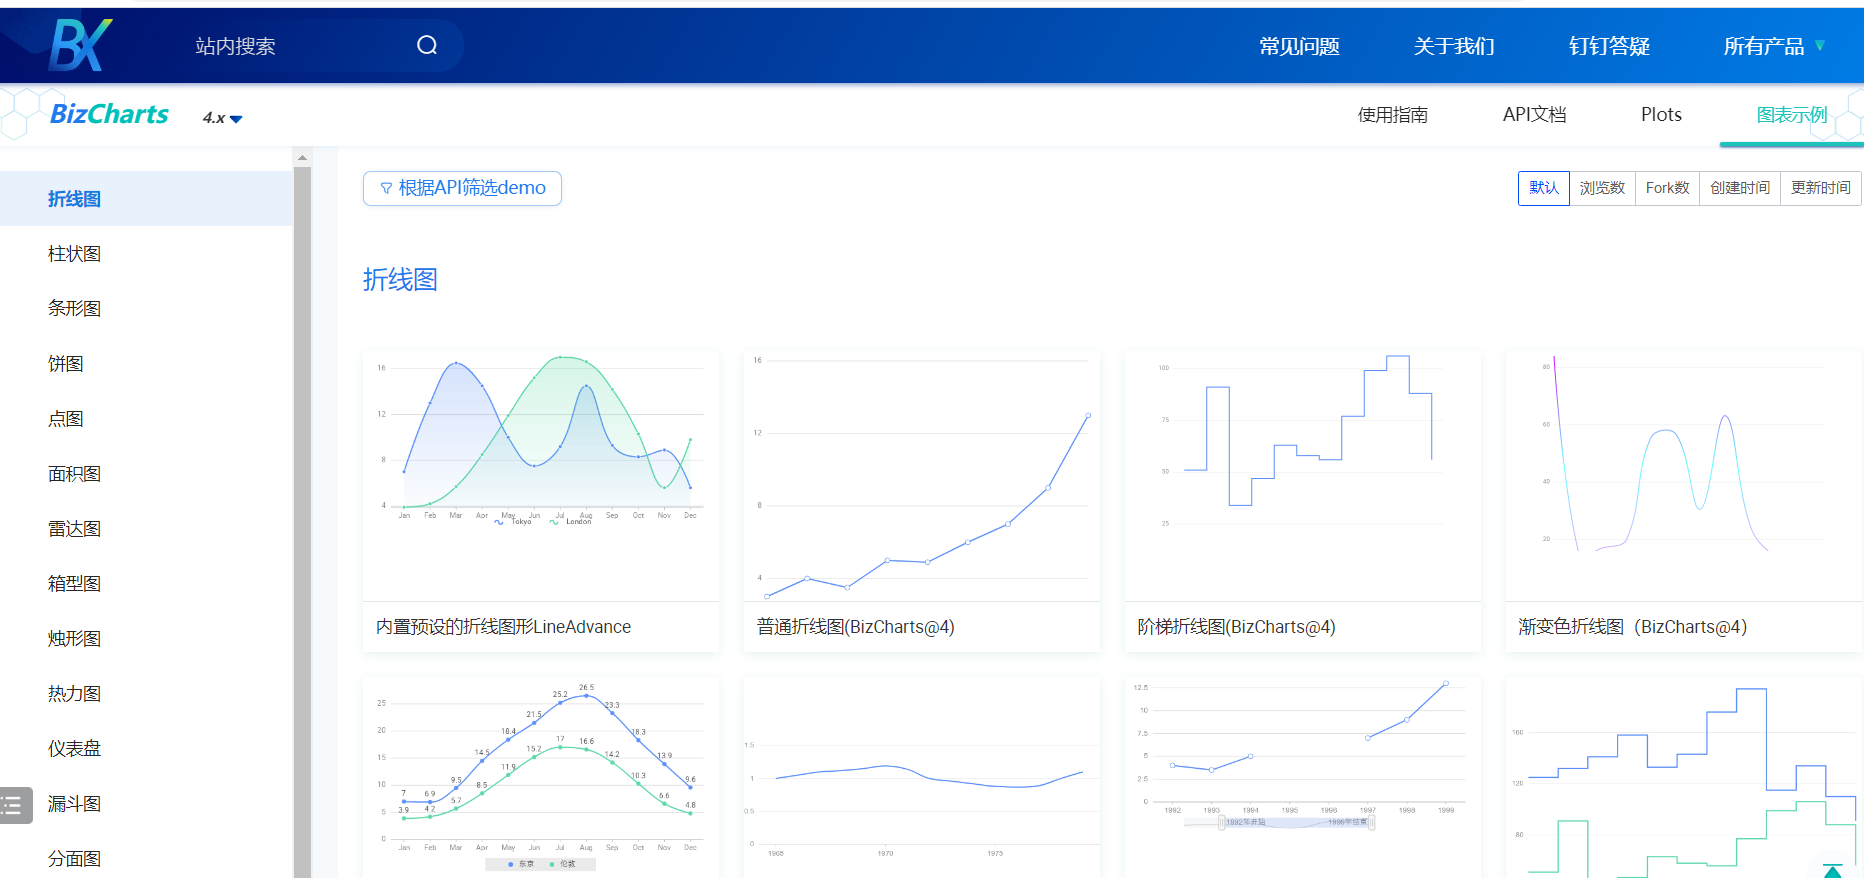 BX
站内搜索
常见问题
关于我们
钉钉答疑
所有产品
BizCharts
4.x
使用指南
API文档
Plots
图表示例
折线图
柱状图
条形图
饼图
点图
面积图
雷达图
箱型图
烛形图
热力图
仪表盘
漏斗图
分面图
根据API筛选demo
默认 浏览数 Fork数 创建时间 更新时间
折线图
16
12
8
4
Jan Feb Mar Apr May Jun Jul Aug Sep Oct Nov Dec
Tokyo London
内置预设的折线图形LineAdvance
16
12
8
4
普通折线图(BizCharts@4)
100
75
50
25
阶梯折线图(BizCharts@4)
80
60
40
20
渐变色折线图（BizCharts@4）
25
20
15
10
5
0
7 6.9 9.5 14.5 18.4 21.5 25.2 26.5 23.3 18.3 13.9 9.6
3.9 4.2 5.7 8.5 11.9 15.2 17 16.6 14.2 10.3 6.6 4.8
Jan Feb Mar Apr May Jun Jul Aug Sep Oct Nov Dec
东京 伦敦
1.5
1
0.5
0
1965 1970 1975
12.5
10
7.5
5
2.5
0
1992 1993 1994 1995 1996 1997 1998 1999
1992年开始 1998年结束
160
120
80